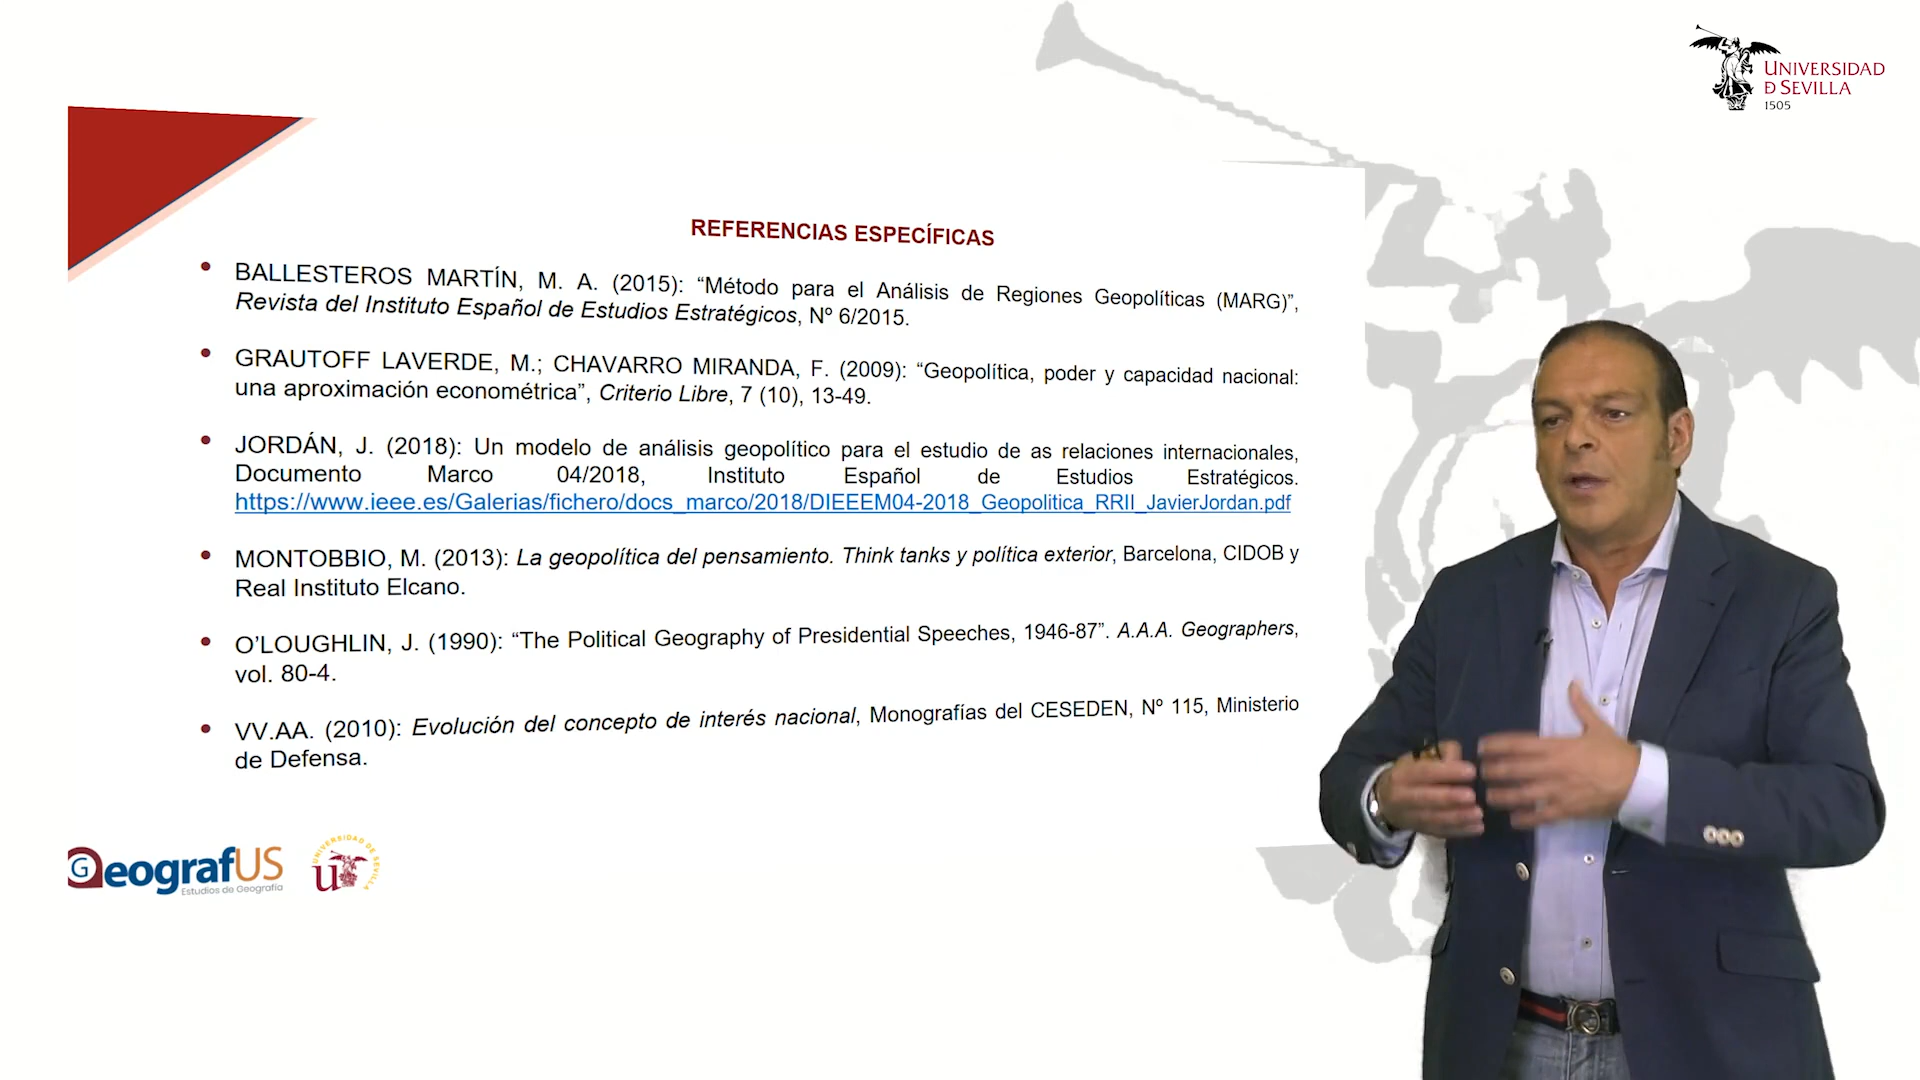 UNIVERSIDAD
D SEVILLA
1505
REFERENCIAS ESPECÍFICAS
• BALLESTEROS MARTÍN, M. A. (2015): “Método para el Análisis de Regiones Geopolíticas (MARG)”,
Revista del Instituto Español de Estudios Estratégicos, Nº 6/2015.
• GRAUTOFF LAVERDE, M.; CHAVARRO MIRANDA, F. (2009): “Geopolítica, poder y capacidad nacional:
una aproximación econométrica”, Criterio Libre, 7 (10), 13-49.
• JORDÁN, J. (2018): Un modelo de análisis geopolítico para el estudio de as relaciones internacionales,
Documento Marco 04/2018, Instituto Español de Estudios Estratégicos.
https://www.ieee.es/Galerias/fichero/docs_marco/2018/DIEEEM04-2018_Geopolitica_RRII_JavierJordan.pdf
• MONTOBBIO, M. (2013): La geopolítica del pensamiento. Think tanks y política exterior, Barcelona, CIDOB y
Real Instituto Elcano.
• O’LOUGHLIN, J. (1990): “The Political Geography of Presidential Speeches, 1946-87”. A.A.A. Geographers,
vol. 80-4.
• VV.AA. (2010): Evolución del concepto de interés nacional, Monografías del CESEDEN, Nº 115, Ministerio
de Defensa.
GeografUS
Estudios de Geografía
UNIVERSIDAD DE SEVILLA
u